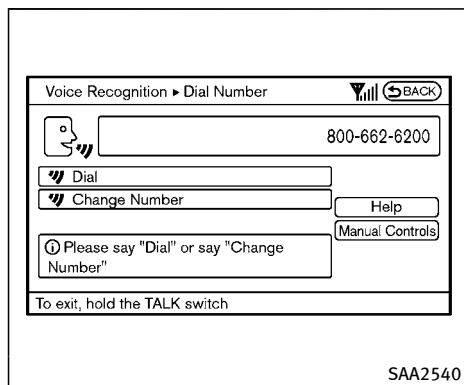 Voice Recognition ▸ Dial Number
BACK
800-662-6200
Dial
Change Number
Help
Manual Controls
Please say "Dial" or say "Change
Number"
To exit, hold the TALK switch
SAA2540